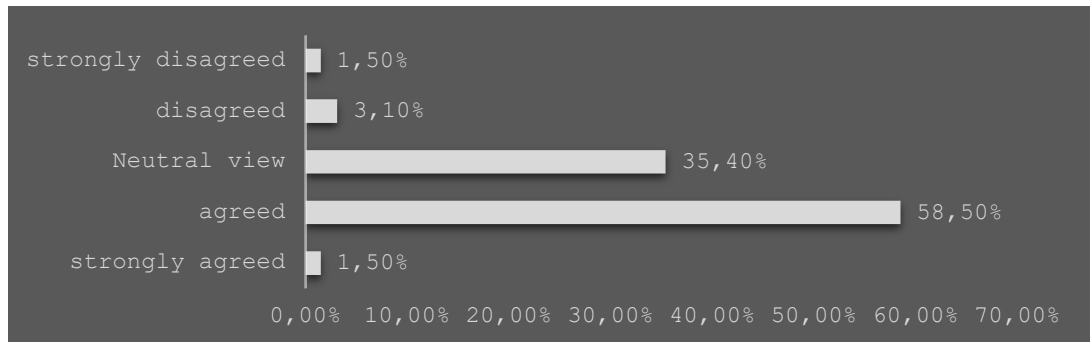 strongly disagreed 1,50%
disagreed 3,10%
Neutral view 35,40%
agreed 58,50%
strongly agreed 1,50%
0,00% 10,00% 20,00% 30,00% 40,00% 50,00% 60,00% 70,00%